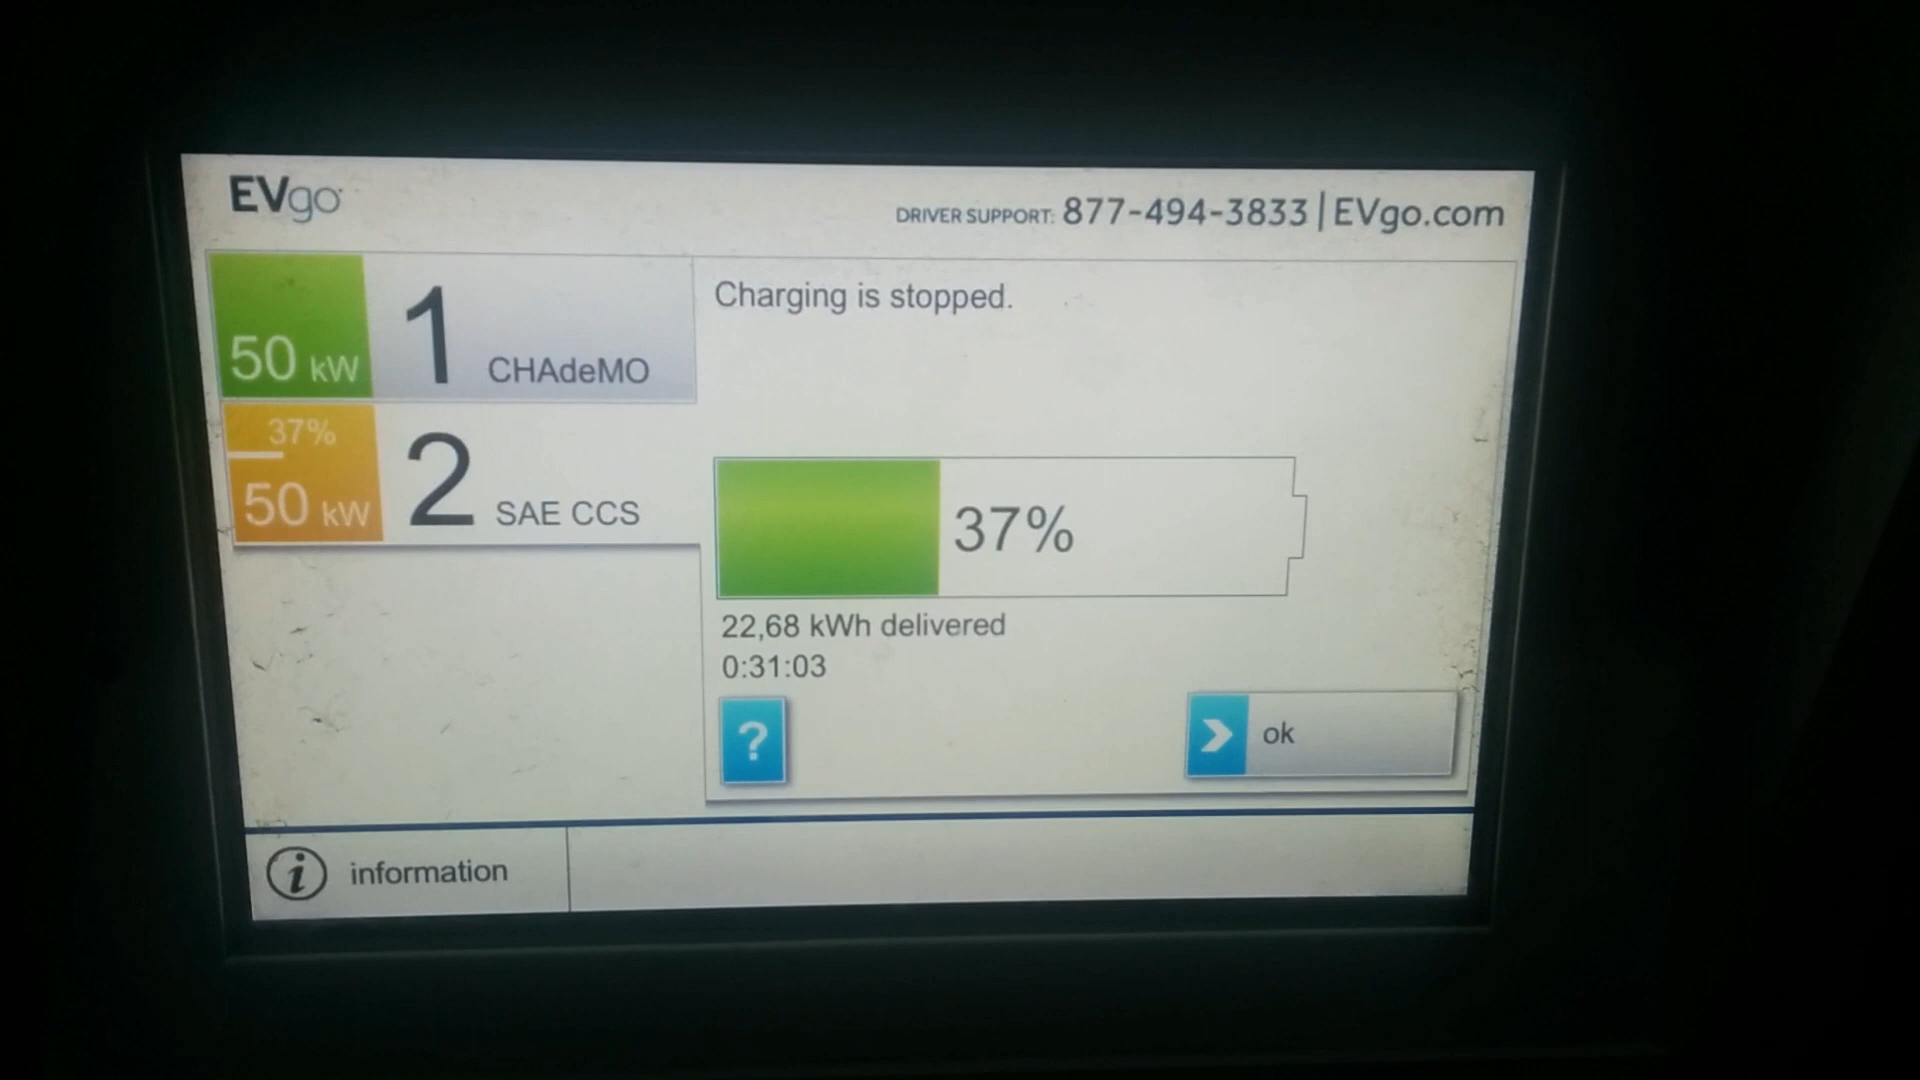 EVgo
DRIVER SUPPORT: 877-494-3833 | EVgo.com
50 kW 1 CHAdeMO
37%
50 kW 2 SAE CCS
Charging is stopped.
37%
22,68 kWh delivered
0:31:03
?
ok
i information